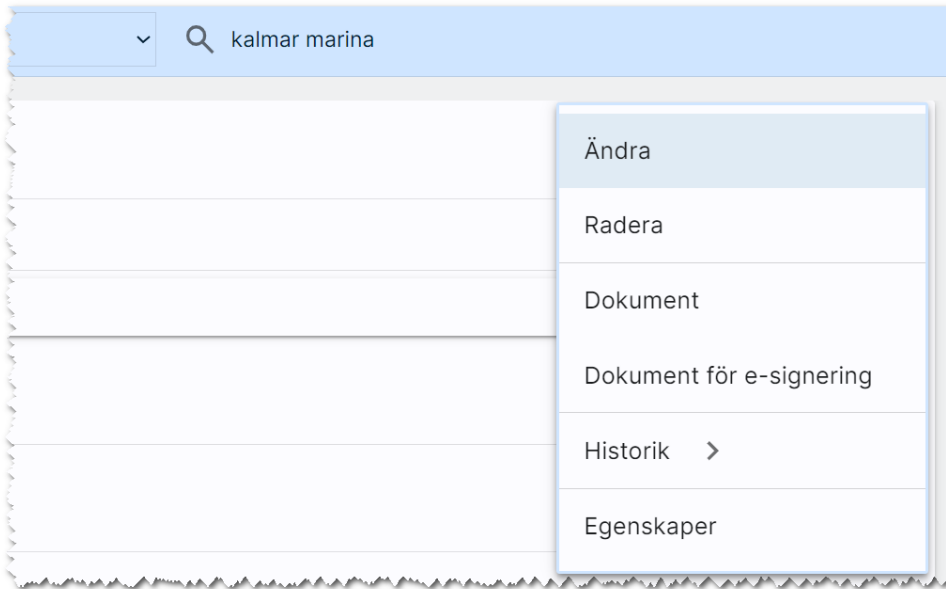 kalmar marina
Ändra
Radera
Dokument
Dokument för e-signering
Historik
Egenskaper